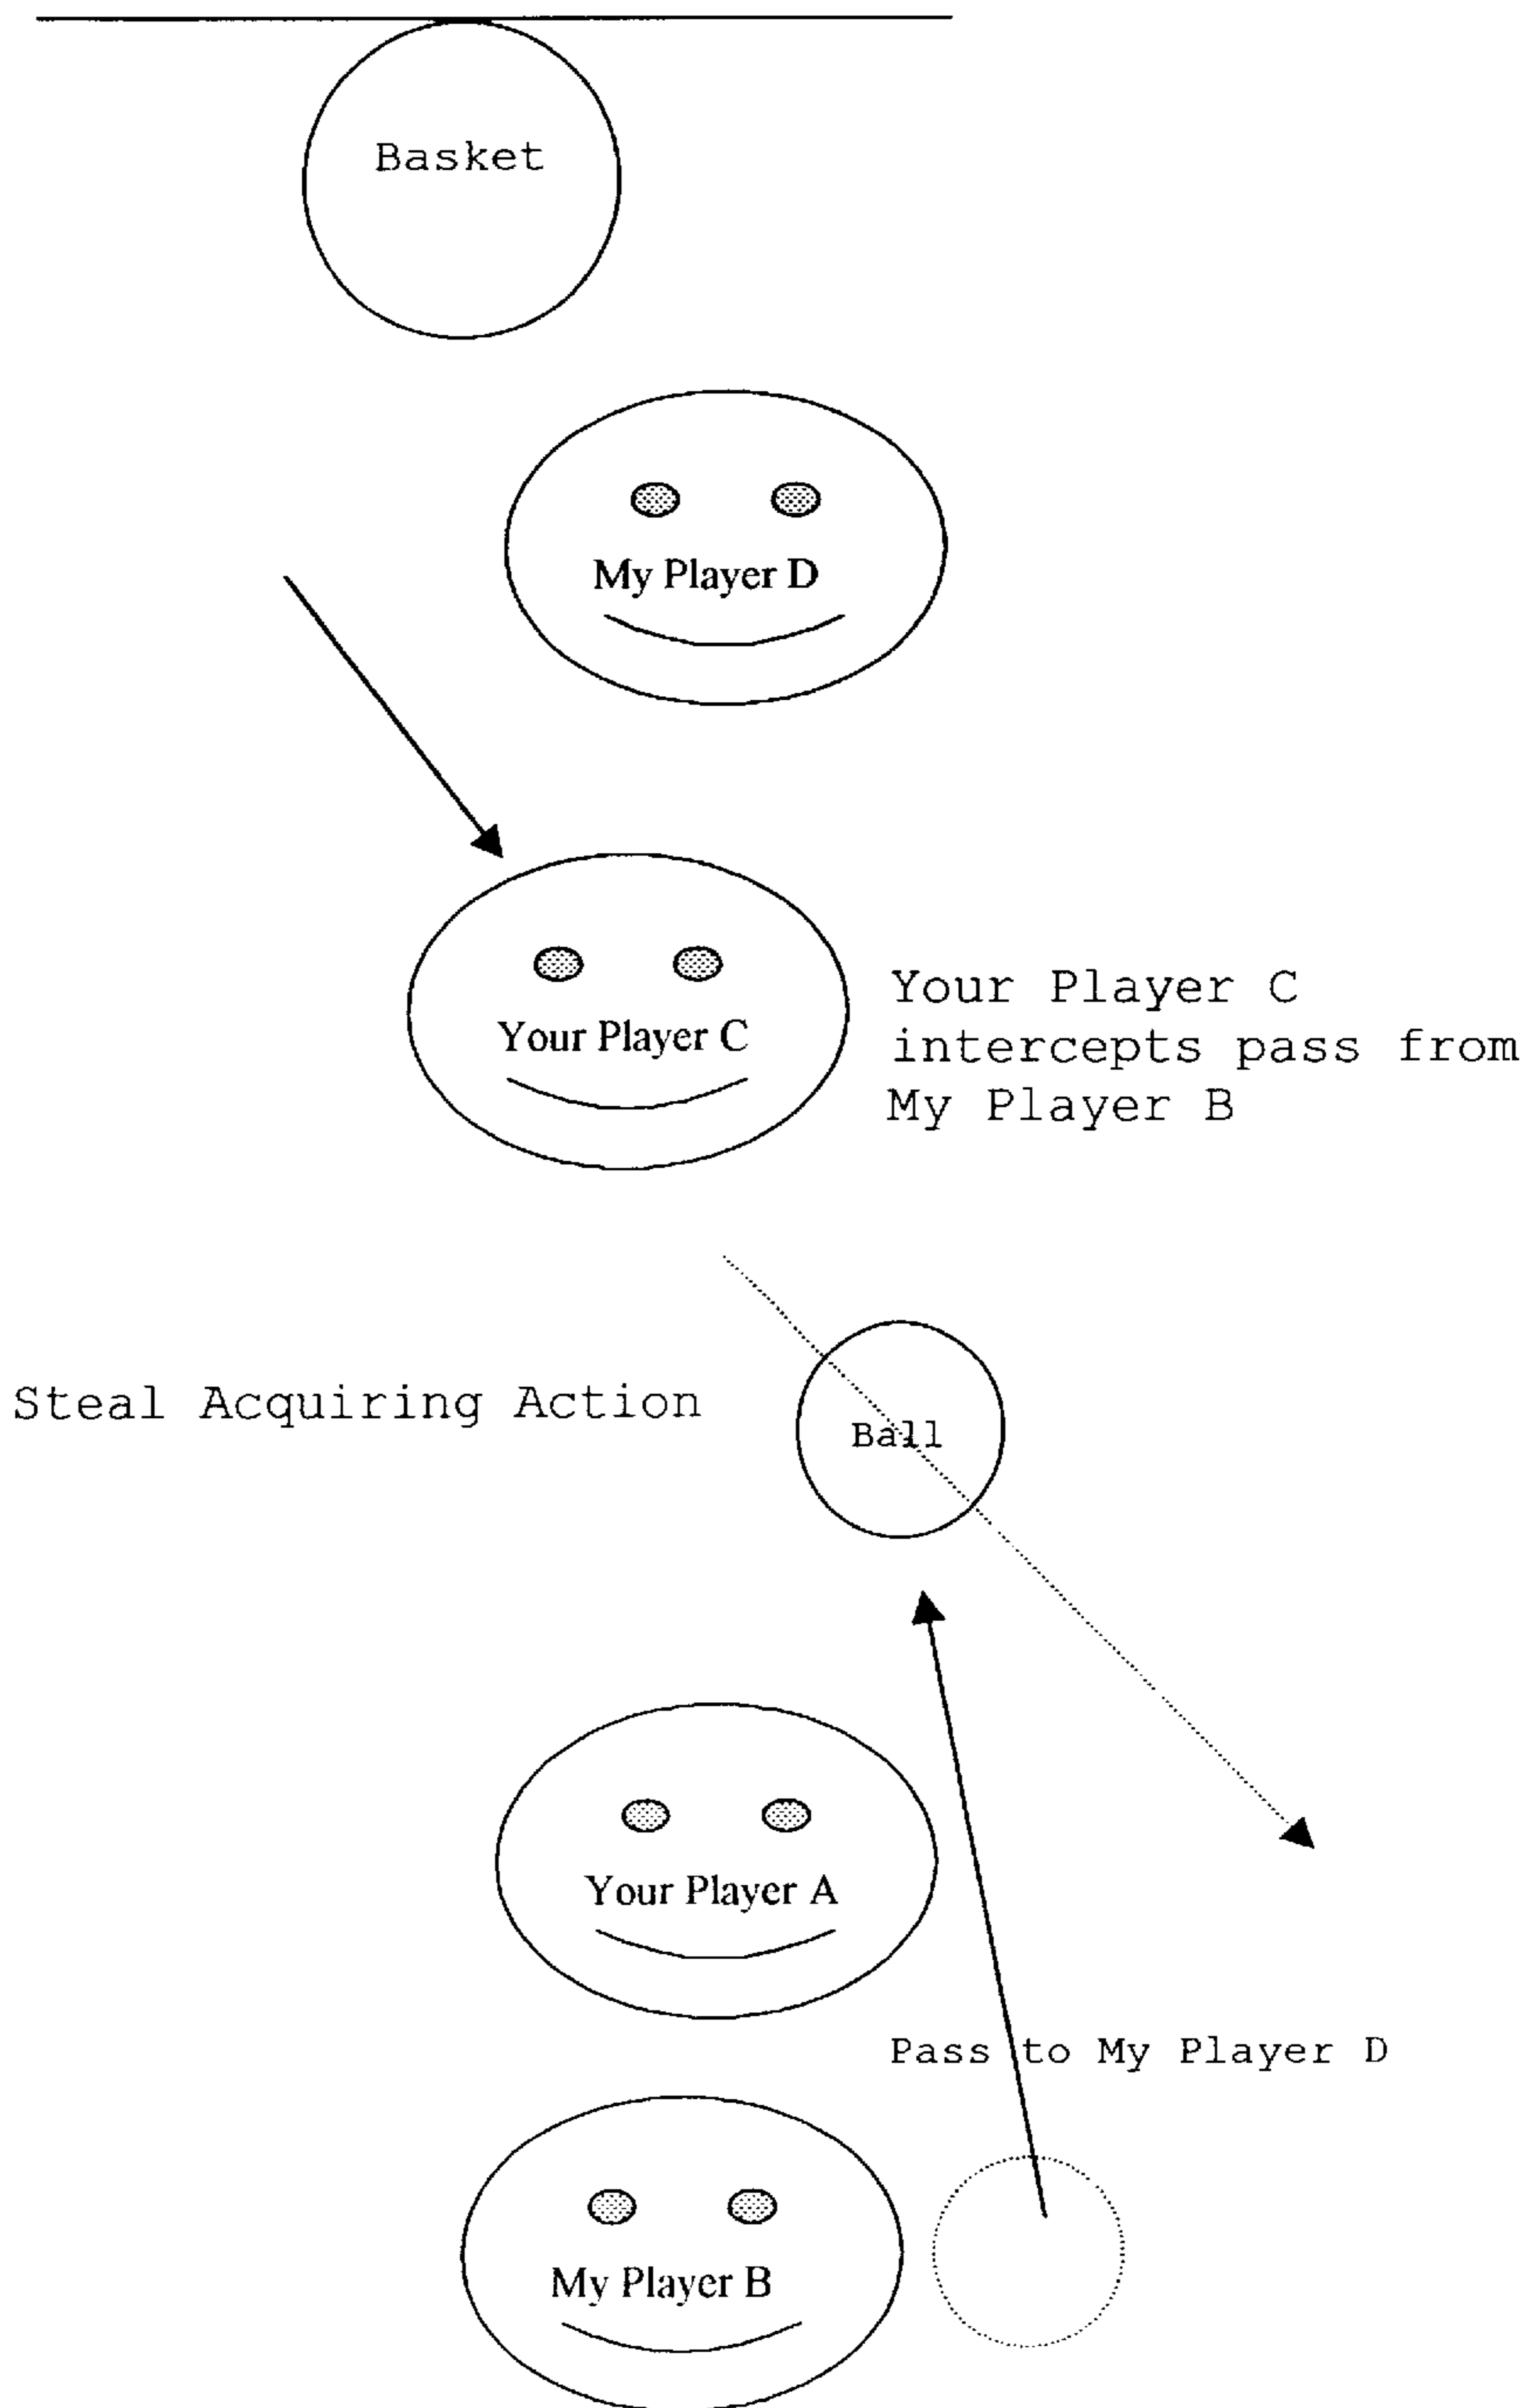 Basket
My Player D
Your Player C
Your Player C
intercepts pass from
My Player B
Steal Acquiring Action
Ball
Your Player A
Pass to My Player D
My Player B